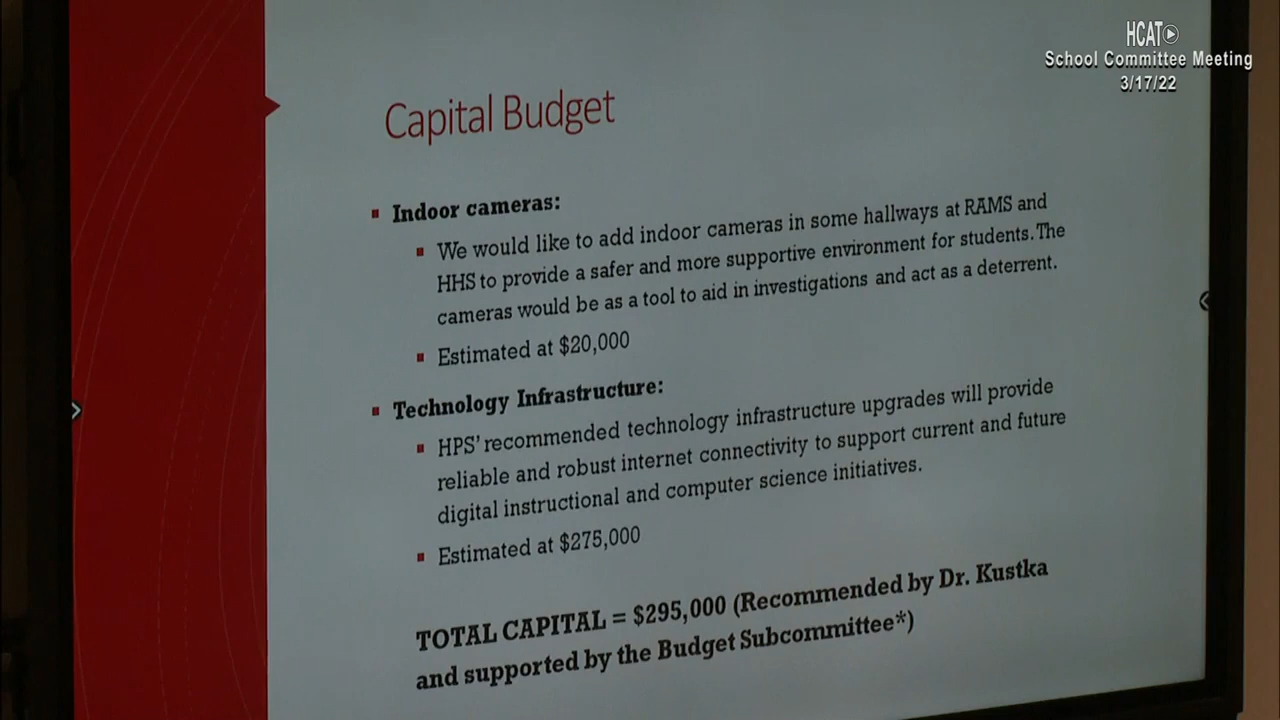 HCAT
School Committee Meeting
3/17/22
Capital Budget
Indoor cameras:
We would like to add indoor cameras in some hallways at RAMS and
HHS to provide a safer and more supportive environment for students. The
cameras would be as a tool to aid in investigations and act as a deterrent.
Estimated at $20,000
Technology Infrastructure:
HPS' recommended technology infrastructure upgrades will provide
reliable and robust internet connectivity to support current and future
digital instructional and computer science initiatives.
Estimated at $275,000
TOTAL CAPITAL = $295,000 (Recommended by Dr. Kustka
and supported by the Budget Subcommittee*)